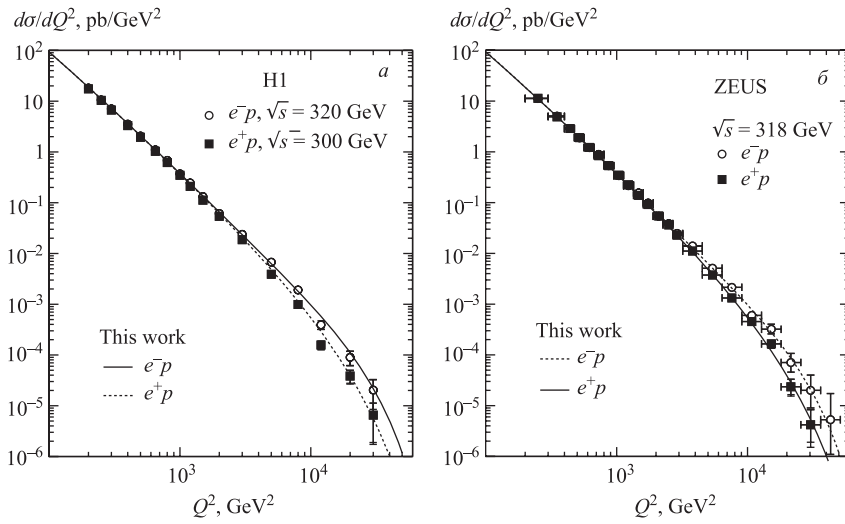 dσ/dQ², pb/GeV²
10²
10
1
10⁻¹
10⁻²
10⁻³
10⁻⁴
10⁻⁵
10⁻⁶
H1
a
e⁻p, √s = 320 GeV
e⁺p, √s = 300 GeV
This work
e⁻p
e⁺p
10³
10⁴
Q², GeV²
dσ/dQ², pb/GeV²
10²
10
1
10⁻¹
10⁻²
10⁻³
10⁻⁴
10⁻⁵
10⁻⁶
б
ZEUS
√s = 318 GeV
e⁻p
e⁺p
This work
e⁻p
e⁺p
10³
10⁴
Q², GeV²